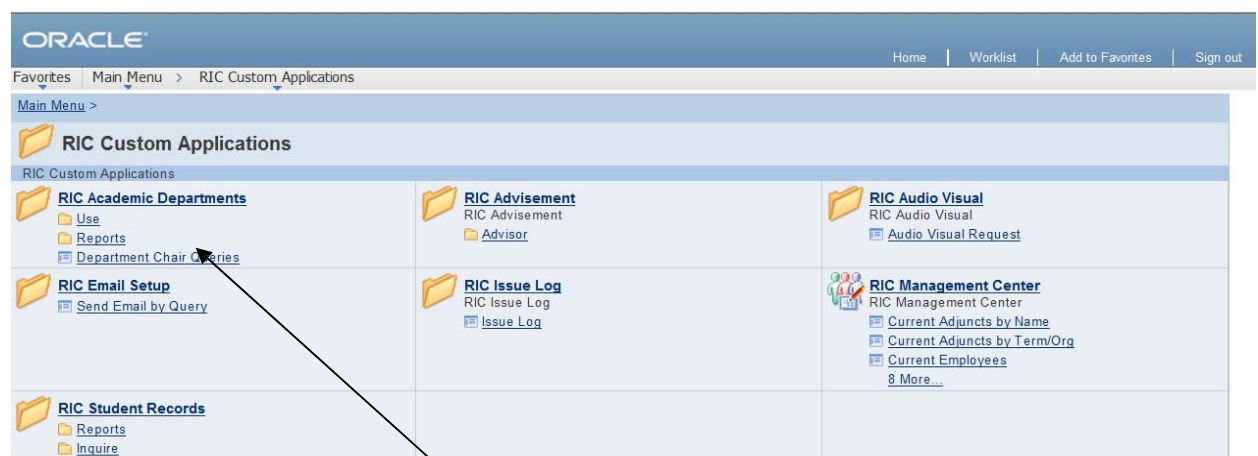 ORACLE
Home | Worklist | Add to Favorites | Sign out
Favorites Main Menu > RIC Custom Applications
Main Menu >
RIC Custom Applications
RIC Custom Applications
RIC Academic Departments
Use
Reports
Department Chair Queries
RIC Advisement
RIC Advisement
Advisor
RIC Audio Visual
RIC Audio Visual
Audio Visual Request
RIC Email Setup
Send Email by Query
RIC Issue Log
RIC Issue Log
Issue Log
RIC Management Center
RIC Management Center
Current Adjuncts by Name
Current Adjuncts by Term/Org
Current Employees
8 More...
RIC Student Records
Reports
Inquire